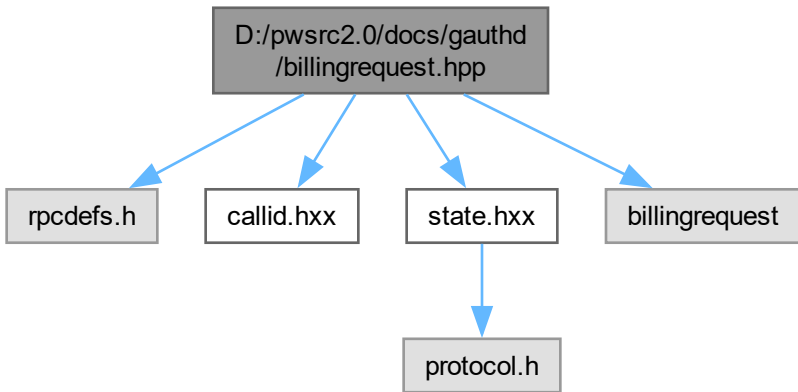 D:/pwsrc2.0/docs/gauthd
/billingrequest.hpp
rpcdefs.h
callid.hxx
state.hxx
billingrequest
protocol.h